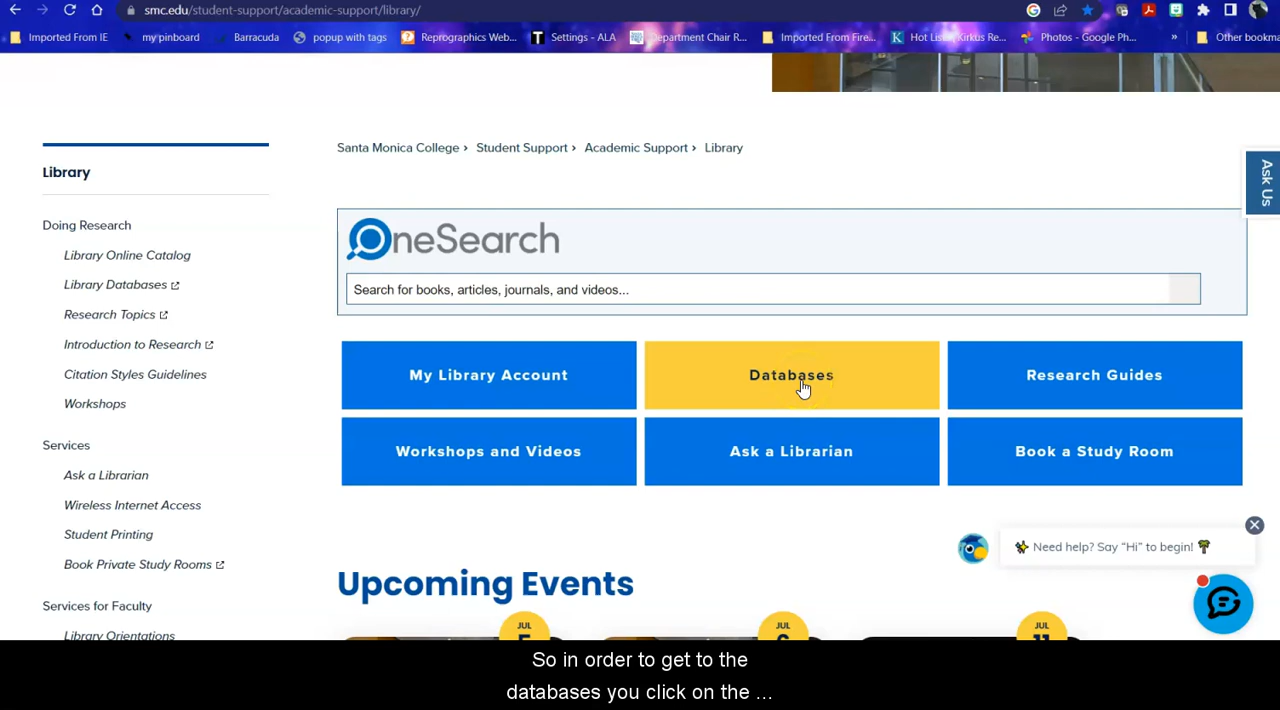 smc.edu/student-support/academic-support/library/
Imported From IE
my pinboard
Barracuda
popup with tags
Reprographics Web...
Settings - ALA
Department Chair R...
Imported From Fire...
Hot List Kirkus Re...
Photos - Google Ph...
»
Other bookma
Library
Doing Research
Library Online Catalog
Library Databases
Research Topics
Introduction to Research
Citation Styles Guidelines
Workshops
Services
Ask a Librarian
Wireless Internet Access
Student Printing
Book Private Study Rooms
Services for Faculty
Library Orientations
Santa Monica College › Student Support › Academic Support › Library
OneSearch
Search for books, articles, journals, and videos...
My Library Account
Databases
Research Guides
Workshops and Videos
Ask a Librarian
Book a Study Room
Ask Us
✨ Need help? Say “Hi” to begin! 🌴
Upcoming Events
JUL
5
JUL
6
JUL
11
So in order to get to the
databases you click on the ...